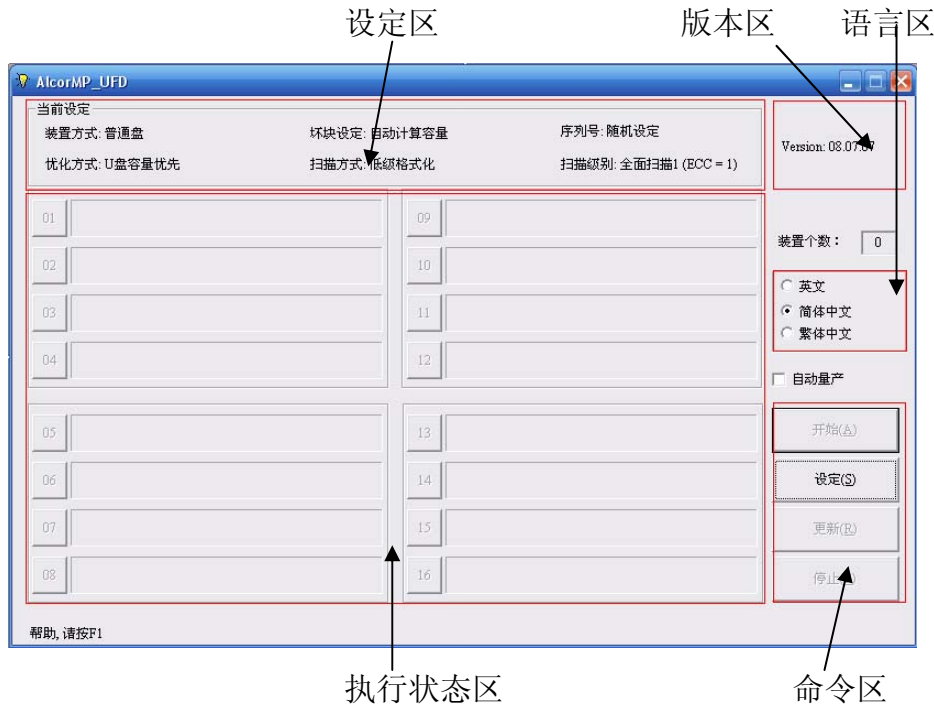 设定区 版本区 语言区
AlcorMP_UFD
当前设定
装置方式: 普通盘 坏块设定: 自动计算容量 序列号: 随机设定
优化方式: U盘容量优先 扫描方式: 低级格式化 扫描级别: 全面扫描1 (ECC = 1)
Version: 08.07.07
01 09
装置个数： 0
02 10
英文
03 11
简体中文
繁体中文
04 12
自动量产
05 13
开始(A)
06 14
设定(S)
07 15
更新(R)
08 16
停止
帮助, 请按F1
执行状态区 命令区